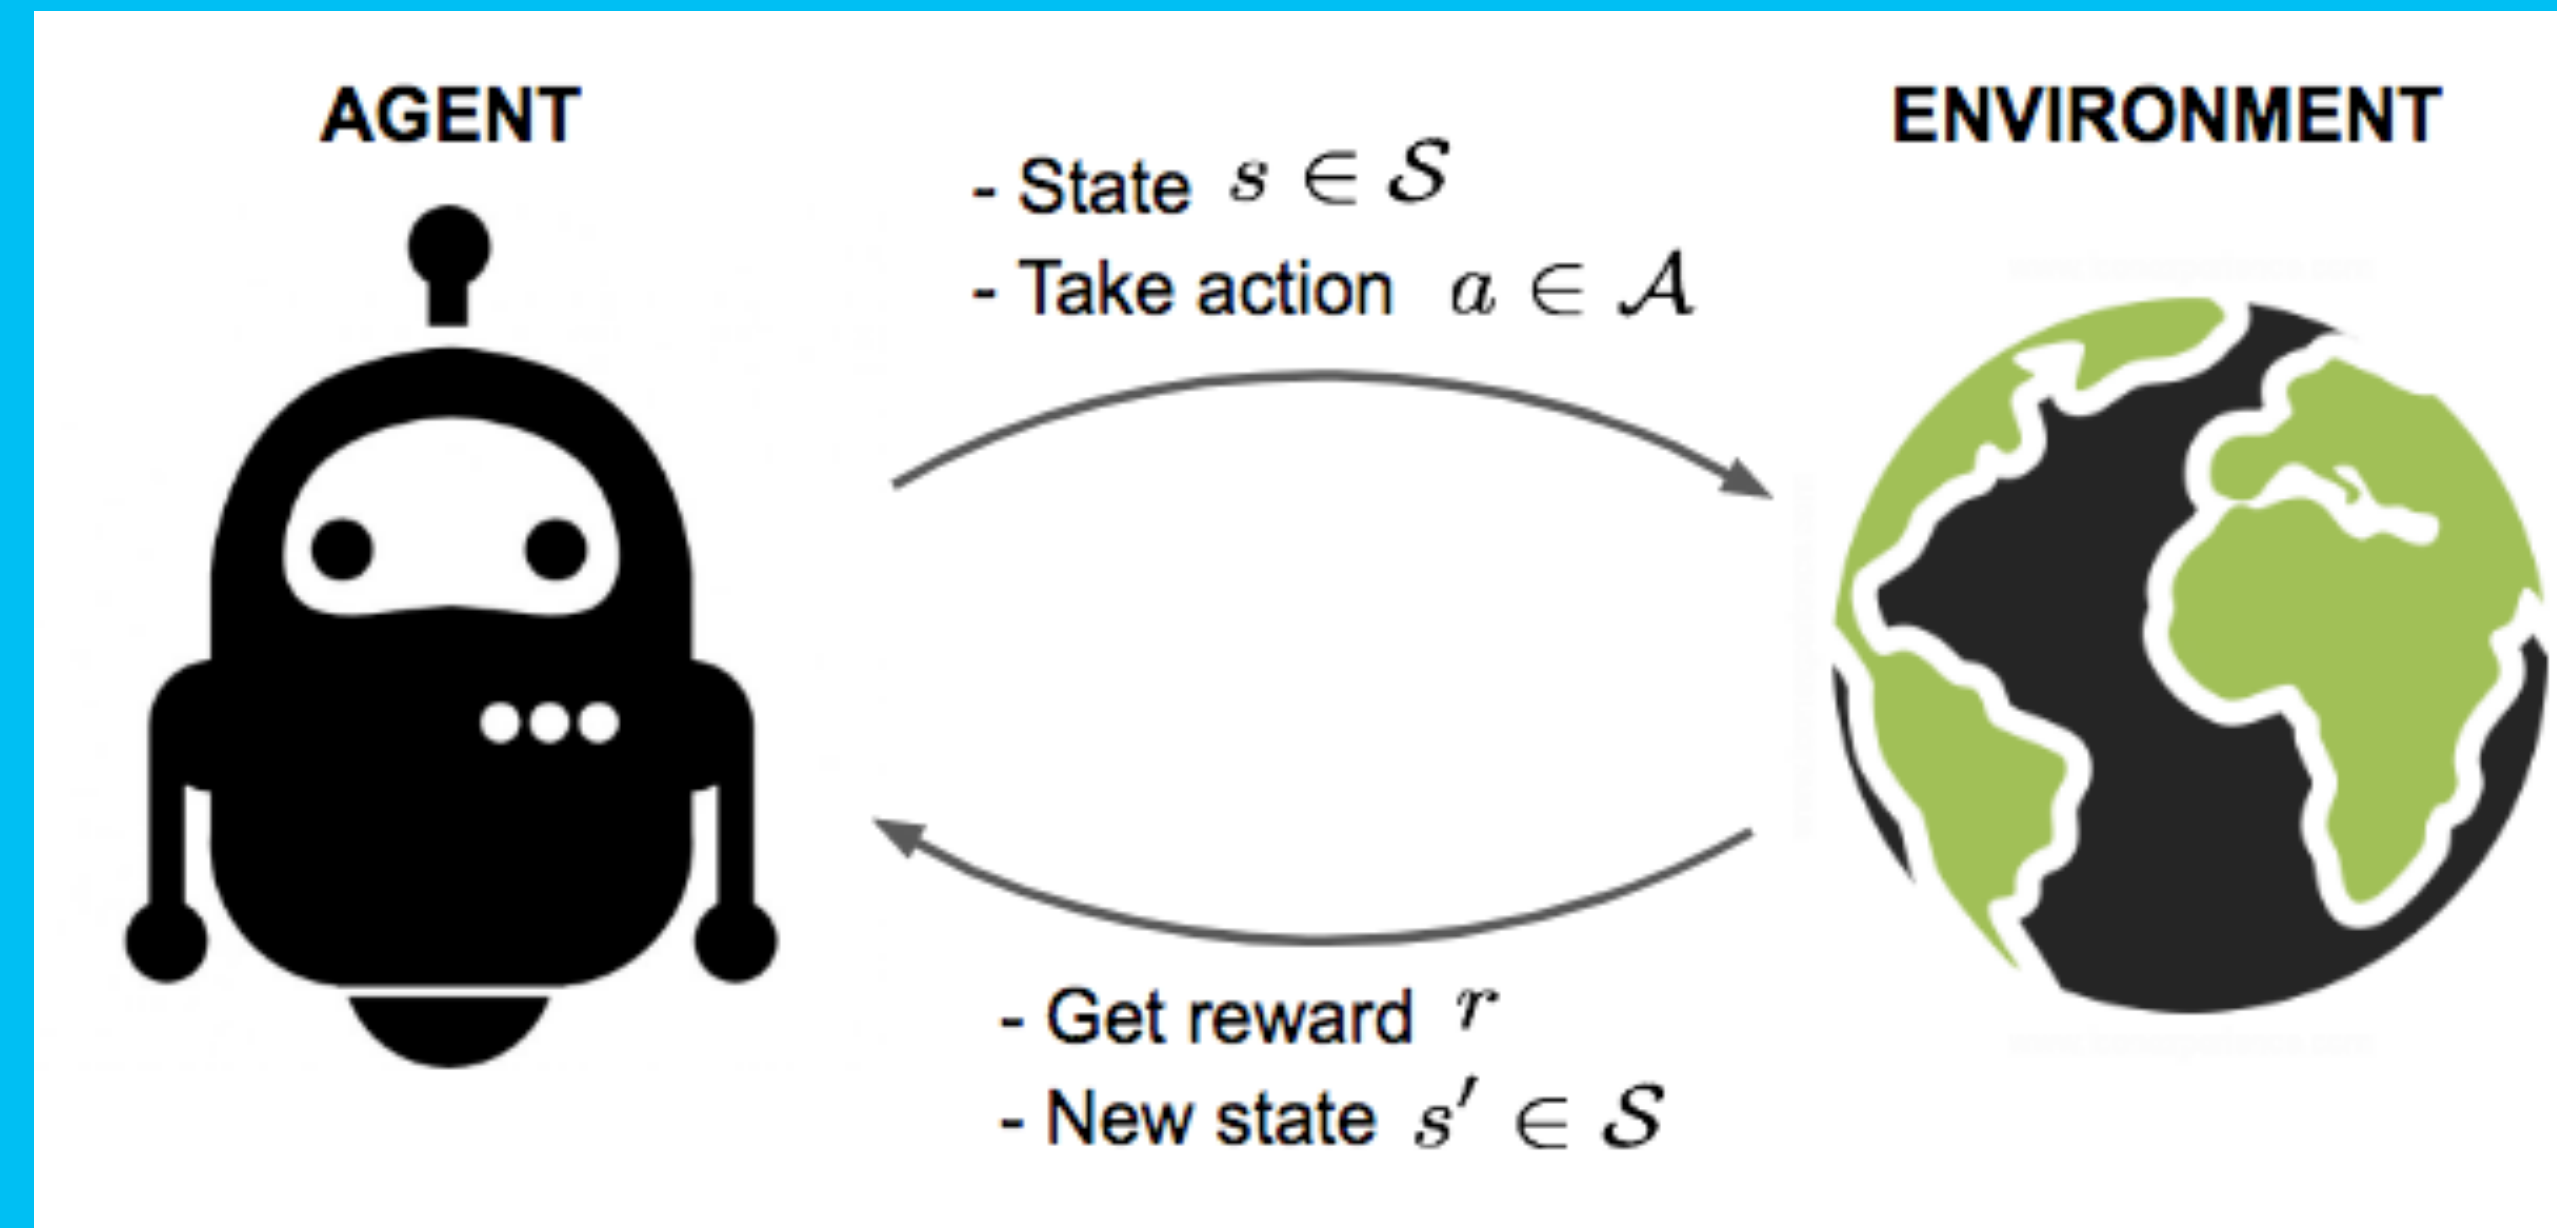 AGENT
ENVIRONMENT
- State s ∈ 𝒮
- Take action a ∈ 𝒜
- Get reward r
- New state s′ ∈ 𝒮